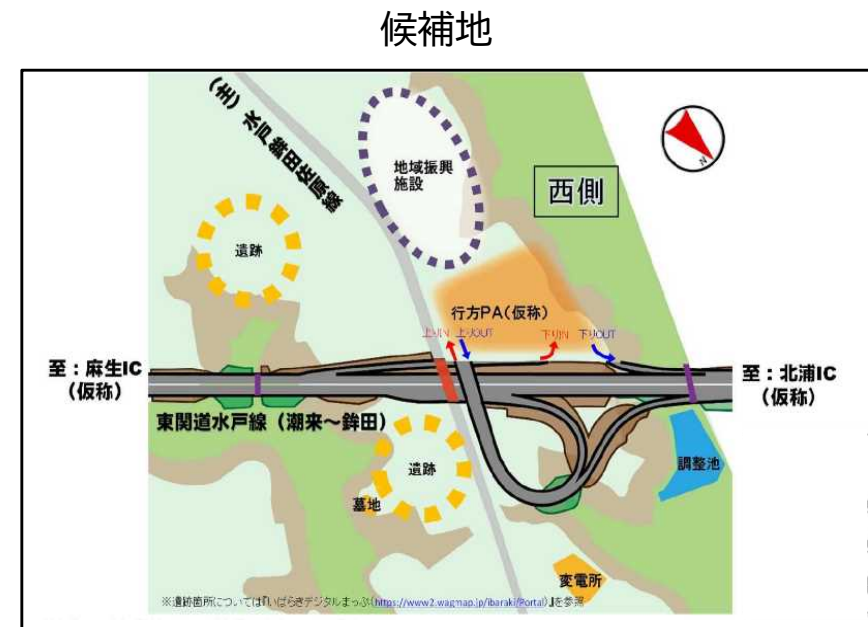 候補地
(主)水戸鉾田佐原線
地域振興
施設
西側
N
遺跡
行方PA(仮称)
上りIN
上りOUT
下りIN
下りOUT
至：麻生IC
(仮称)
至：北浦IC
(仮称)
東関道水戸線（潮来～鉾田）
遺跡
墓地
調整池
変電所
※遺跡箇所については『いばらきデジタルまっぷ(https://www2.wagmap.jp/ibaraki/Portal)』を参照